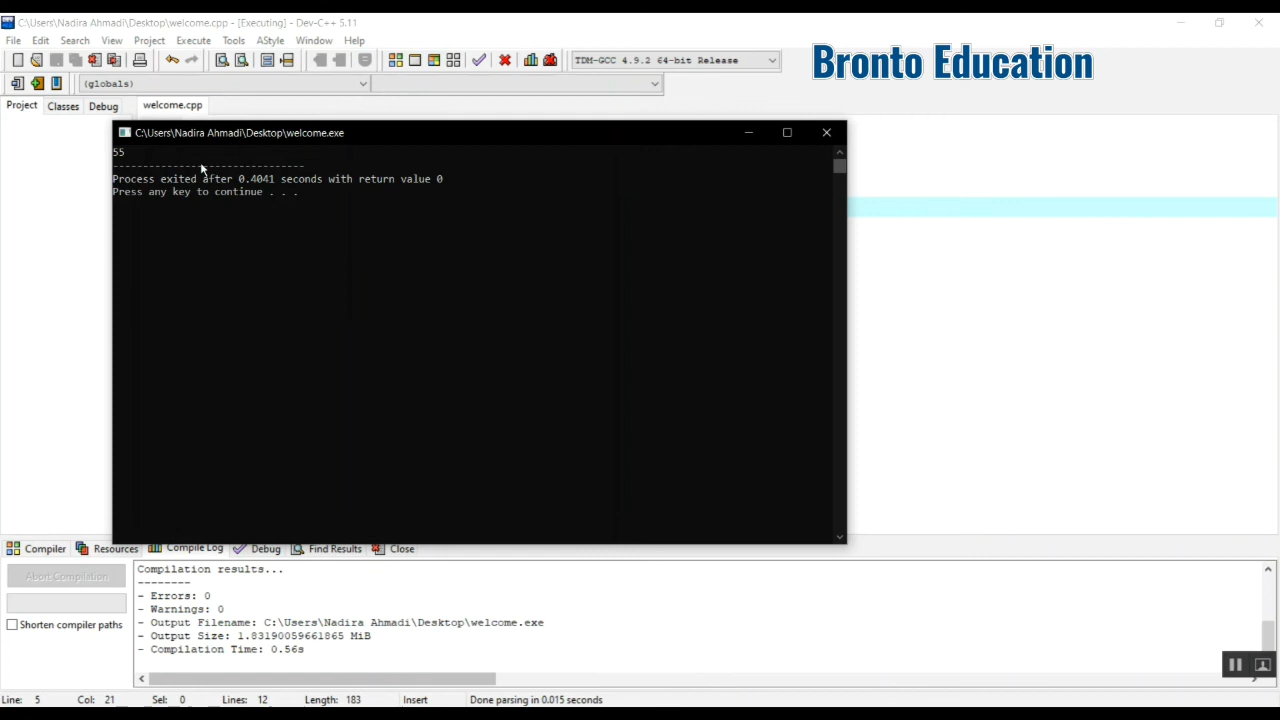 C:\Users\Nadira Ahmadi\Desktop\welcome.cpp - [Executing] - Dev-C++ 5.11
File Edit Search View Project Execute Tools AStyle Window Help
TDM-GCC 4.9.2 64-bit Release
Bronto Education
(globals)
Project Classes Debug welcome.cpp
C:\Users\Nadira Ahmadi\Desktop\welcome.exe
55
--------------------------------
Process exited after 0.4041 seconds with return value 0
Press any key to continue . . .
Compiler Resources Compile Log Debug Find Results Close
Abort Compilation
Shorten compiler paths
Compilation results...
--------
- Errors: 0
- Warnings: 0
- Output Filename: C:\Users\Nadira Ahmadi\Desktop\welcome.exe
- Output Size: 1.83190059661865 MiB
- Compilation Time: 0.56s
Line: 5 Col: 21 Sel: 0 Lines: 12 Length: 183 Insert Done parsing in 0.015 seconds